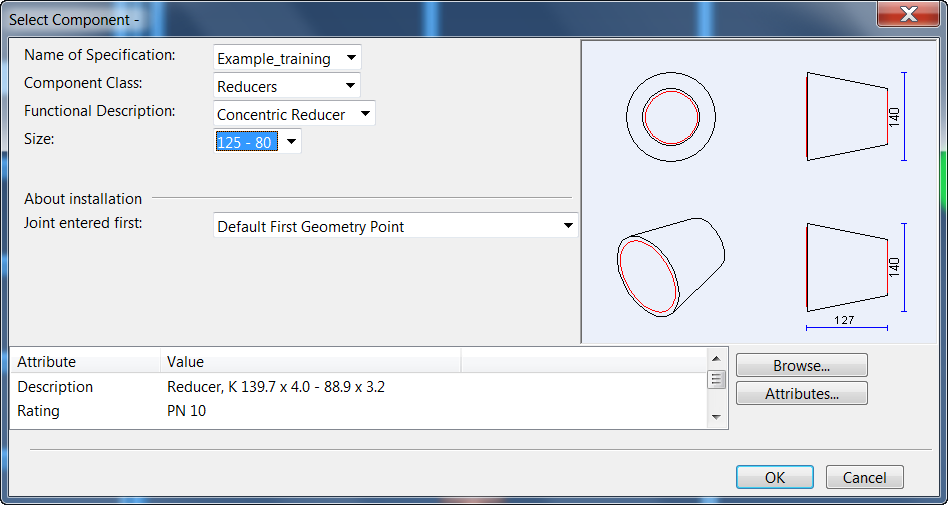 Select Component -
Name of Specification: Example_training
Component Class: Reducers
Functional Description: Concentric Reducer
Size: 125 - 80
About installation
Joint entered first: Default First Geometry Point
140
140
127
Attribute Value
Description Reducer, K 139.7 x 4.0 - 88.9 x 3.2
Rating PN 10
Browse...
Attributes...
OK Cancel